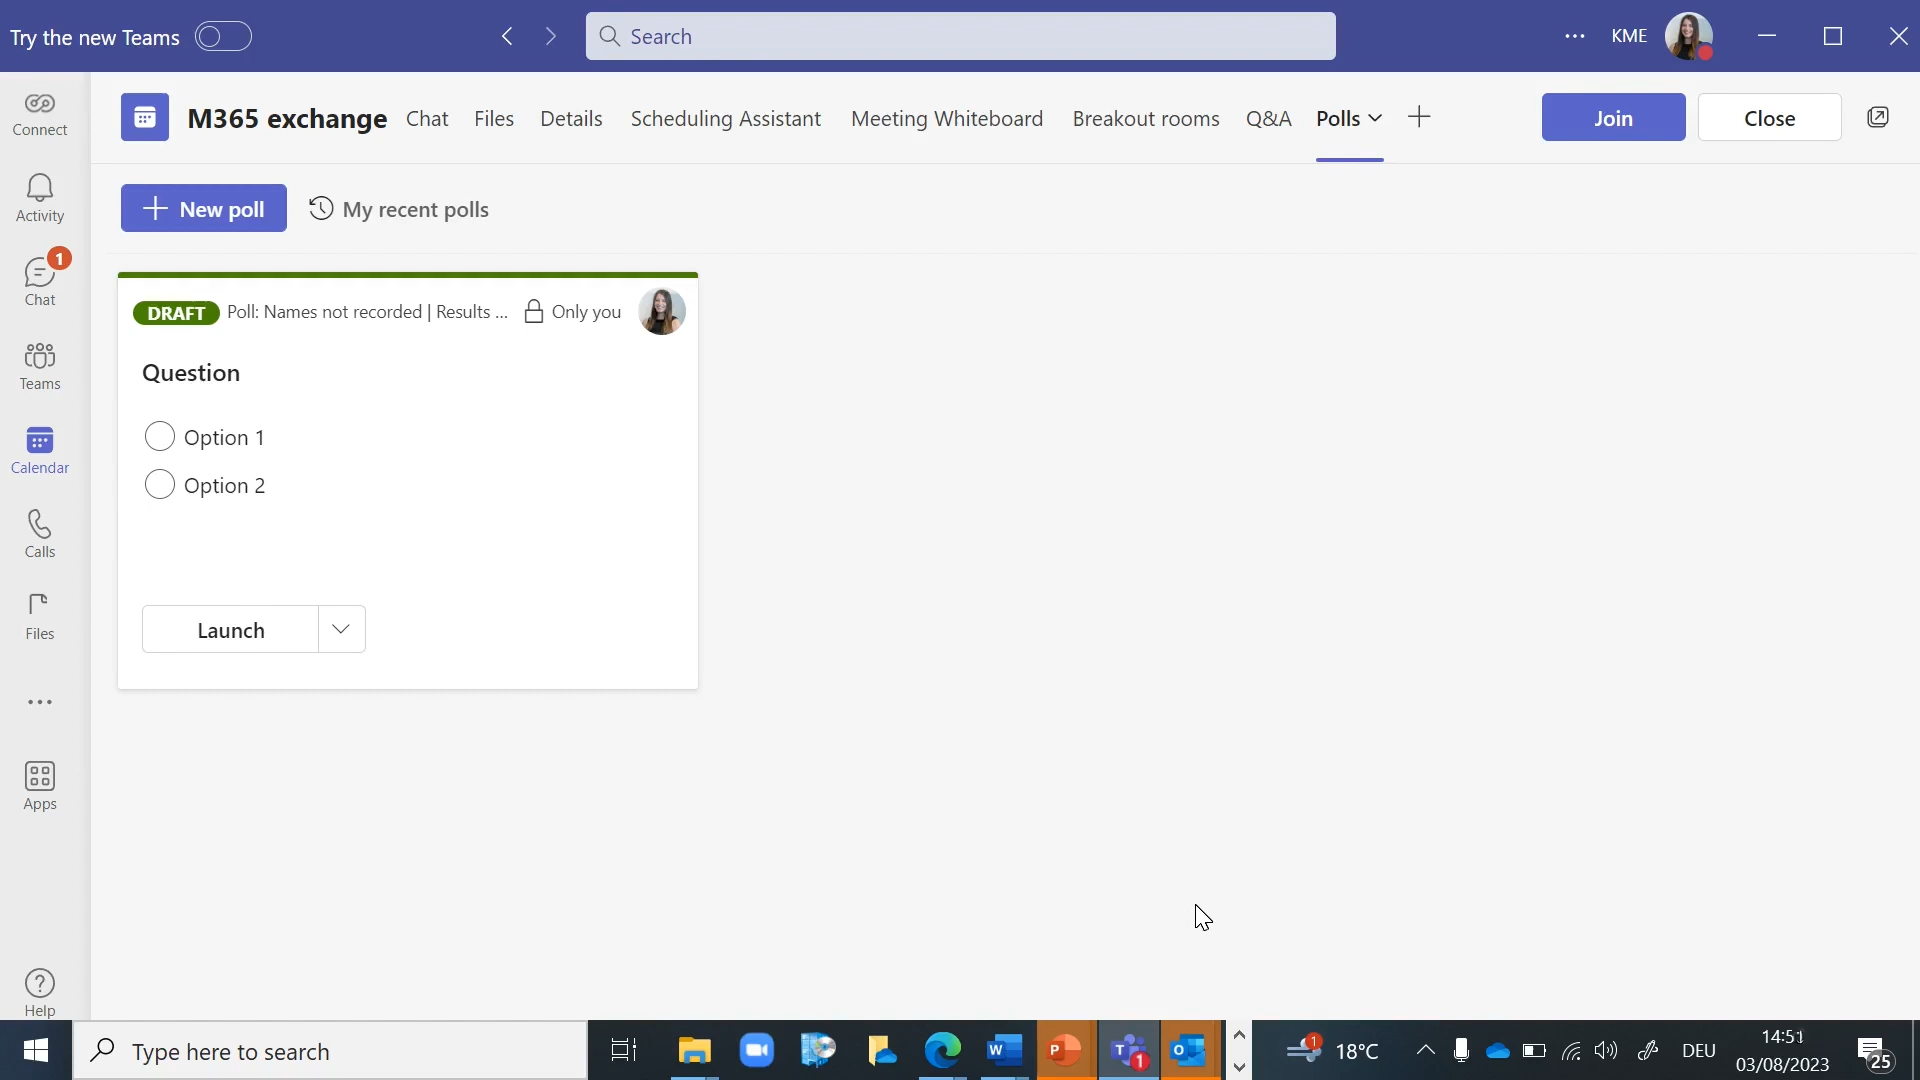 Try the new Teams
Search
KME
Connect
M365 exchange Chat Files Details Scheduling Assistant Meeting Whiteboard Breakout rooms Q&A Polls
Join
Close
Activity
New poll
My recent polls
1
Chat
DRAFT Poll: Names not recorded | Results ... Only you
Teams
Question
Calendar
Option 1
Option 2
Calls
Files
Launch
Apps
Help
Type here to search
W
P
T 1
O
1
18°C
DEU
14:51
03/08/2023
25